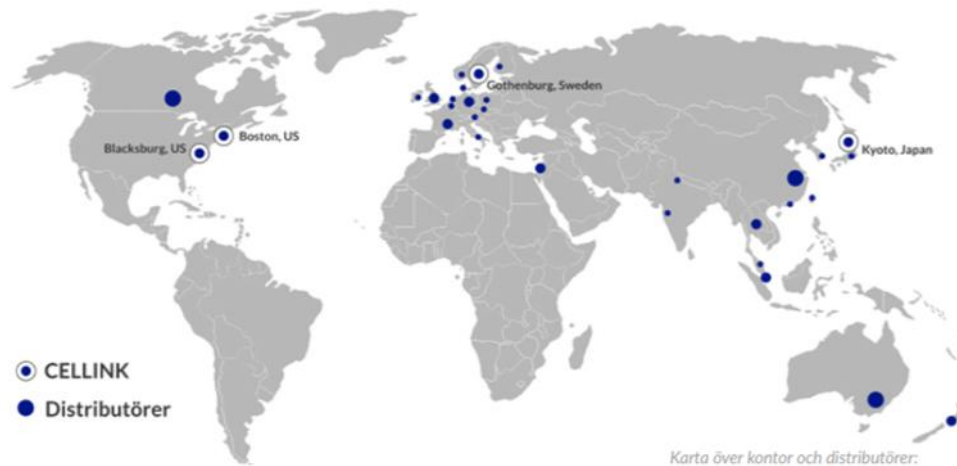 Gothenburg, Sweden
Boston, US
Blacksburg, US
Kyoto, Japan
CELLINK
Distributörer
Karta över kontor och distributörer: